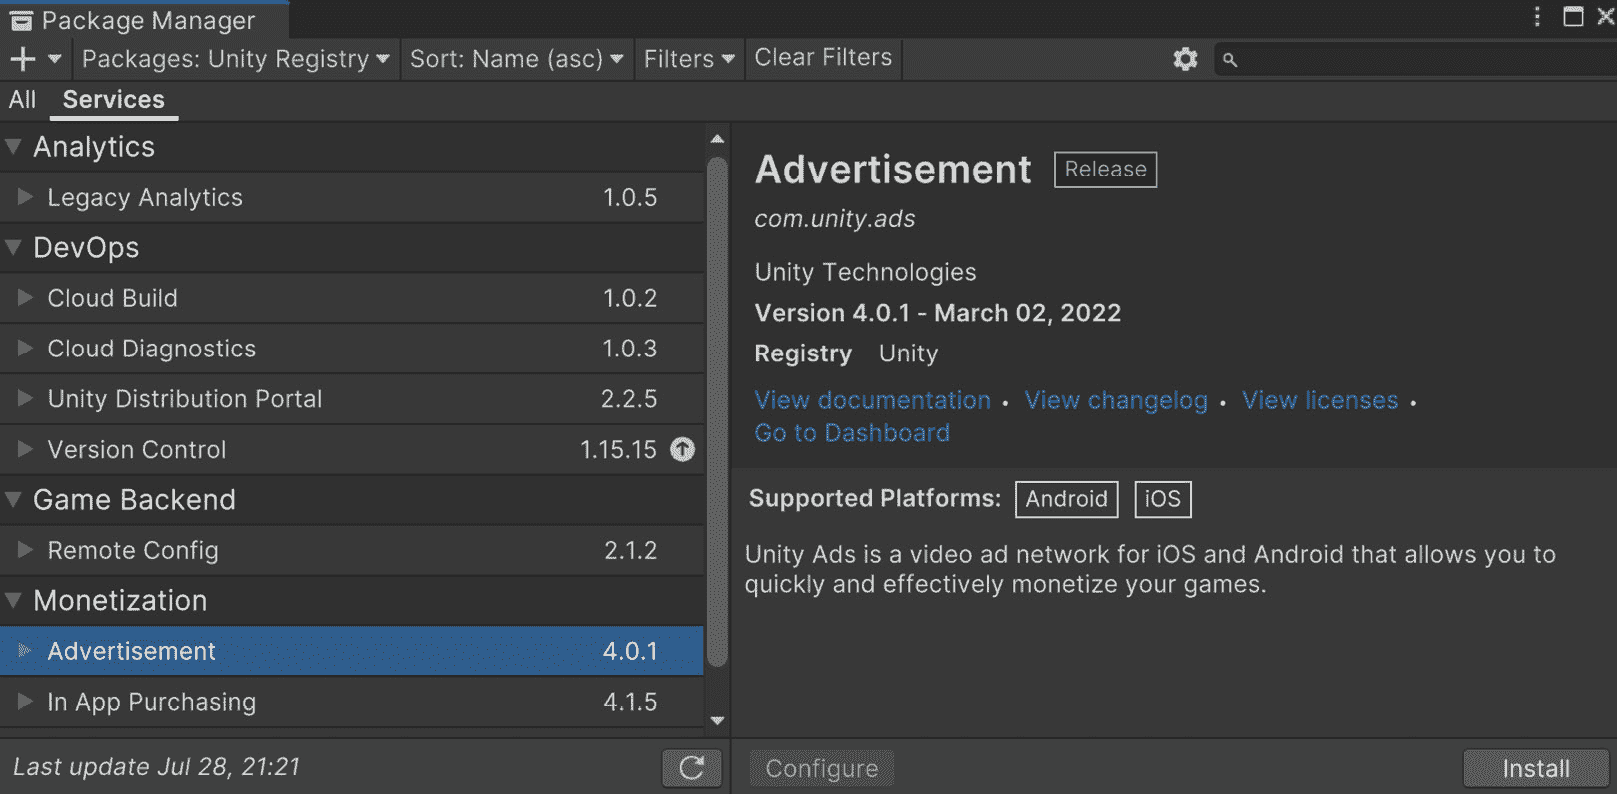 Package Manager
Packages: Unity Registry Sort: Name (asc) Filters Clear Filters
All Services
Analytics
Legacy Analytics 1.0.5
DevOps
Cloud Build 1.0.2
Cloud Diagnostics 1.0.3
Unity Distribution Portal 2.2.5
Version Control 1.15.15
Game Backend
Remote Config 2.1.2
Monetization
Advertisement 4.0.1
In App Purchasing 4.1.5
Last update Jul 28, 21:21
Advertisement Release
com.unity.ads
Unity Technologies
Version 4.0.1 - March 02, 2022
Registry Unity
View documentation • View changelog • View licenses •
Go to Dashboard
Supported Platforms: Android iOS
Unity Ads is a video ad network for iOS and Android that allows you to
quickly and effectively monetize your games.
Configure Install